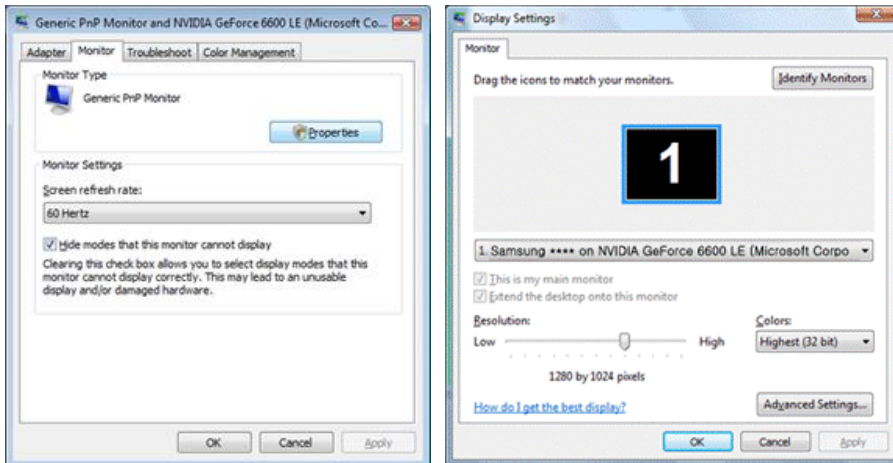 Generic PnP Monitor and NVIDIA GeForce 6600 LE (Microsoft Co...
Adapter Monitor Troubleshoot Color Management
Monitor Type
Generic PnP Monitor
Properties
Monitor Settings
Screen refresh rate:
60 Hertz
Hide modes that this monitor cannot display
Clearing this check box allows you to select display modes that this
monitor cannot display correctly. This may lead to an unusable
display and/or damaged hardware.
OK Cancel Apply
Display Settings
Monitor
Drag the icons to match your monitors.
Identify Monitors
1
1. Samsung **** on NVIDIA GeForce 6600 LE (Microsoft Corpo
This is my main monitor
Extend the desktop onto this monitor
Resolution:
Colors:
Low High
Highest (32 bit)
1280 by 1024 pixels
How do I get the best display?
Advanced Settings...
OK Cancel Apply